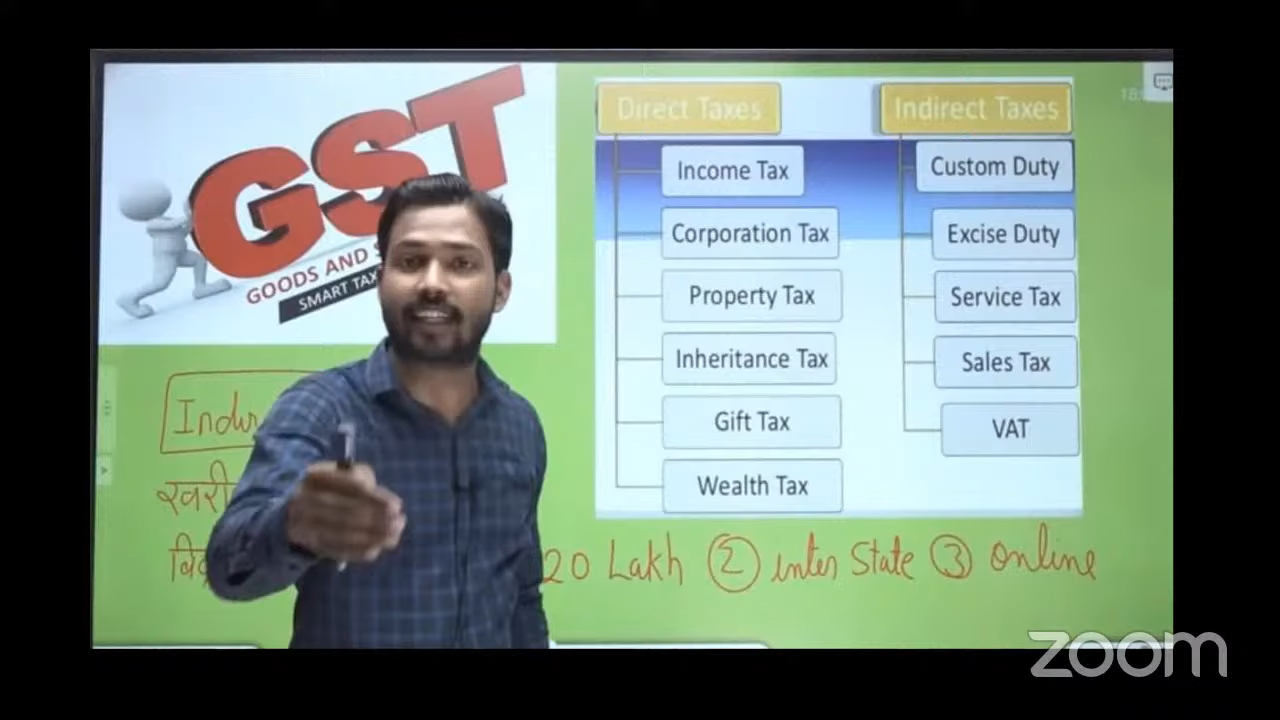 GST
GOODS AND
SMART TAX
Direct Taxes
Income Tax
Corporation Tax
Property Tax
Inheritance Tax
Gift Tax
Wealth Tax
Indirect Taxes
Custom Duty
Excise Duty
Service Tax
Sales Tax
VAT
20 Lakh ② inter State ③ online
zoom